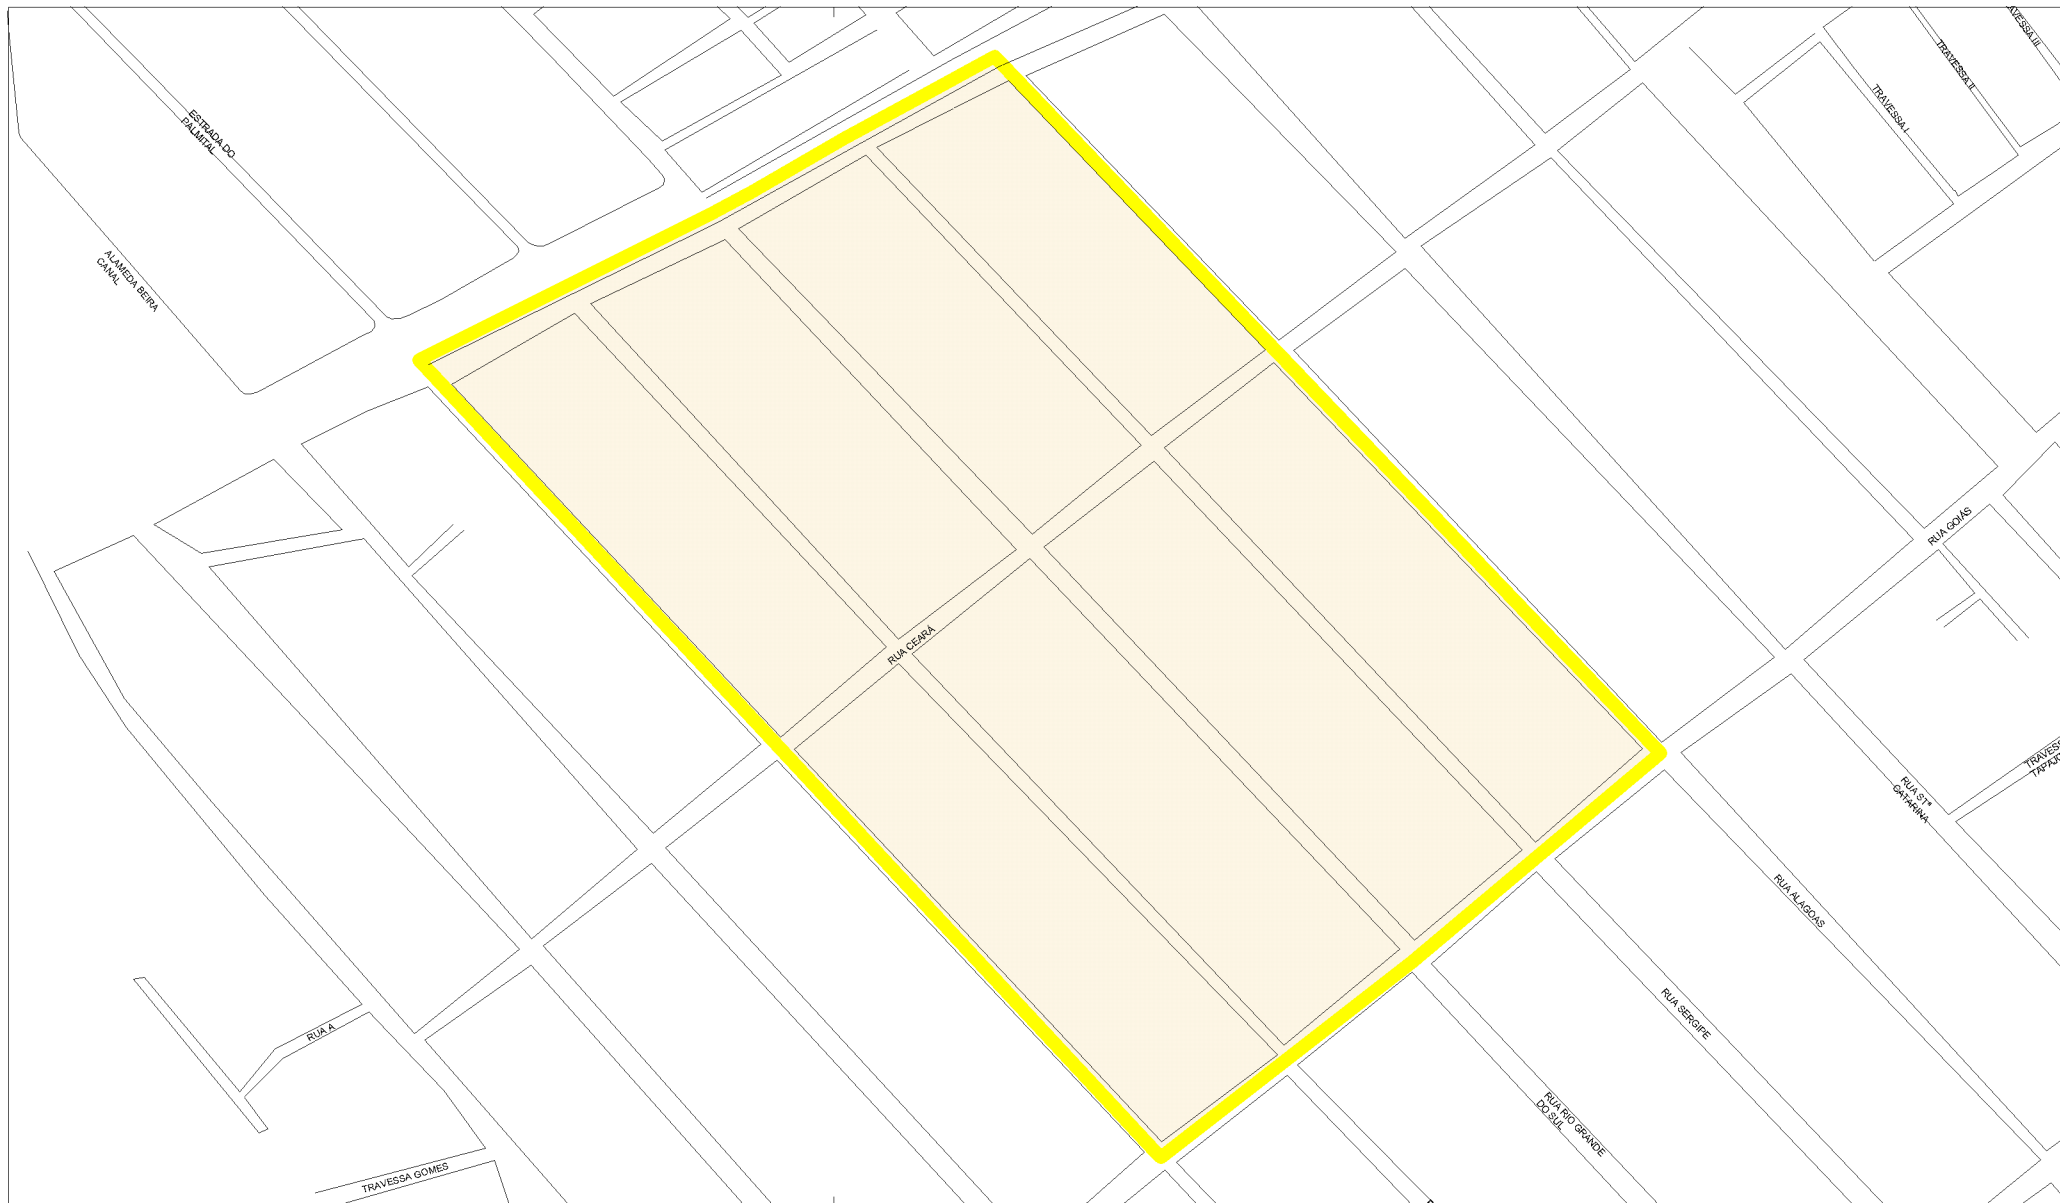 TRAVESSA II
TRAVESSA I
ESTRADA DO
PALMITAL
ALAMEDA BEIRA
CANAL
RUA GOIÁS
RUA CEARÁ
RUA STª
CATARINA
RUA ALAGOAS
RUA SERGIPE
RUA A
RUA RIO GRANDE
DO SUL
TRAVESSA GOMES